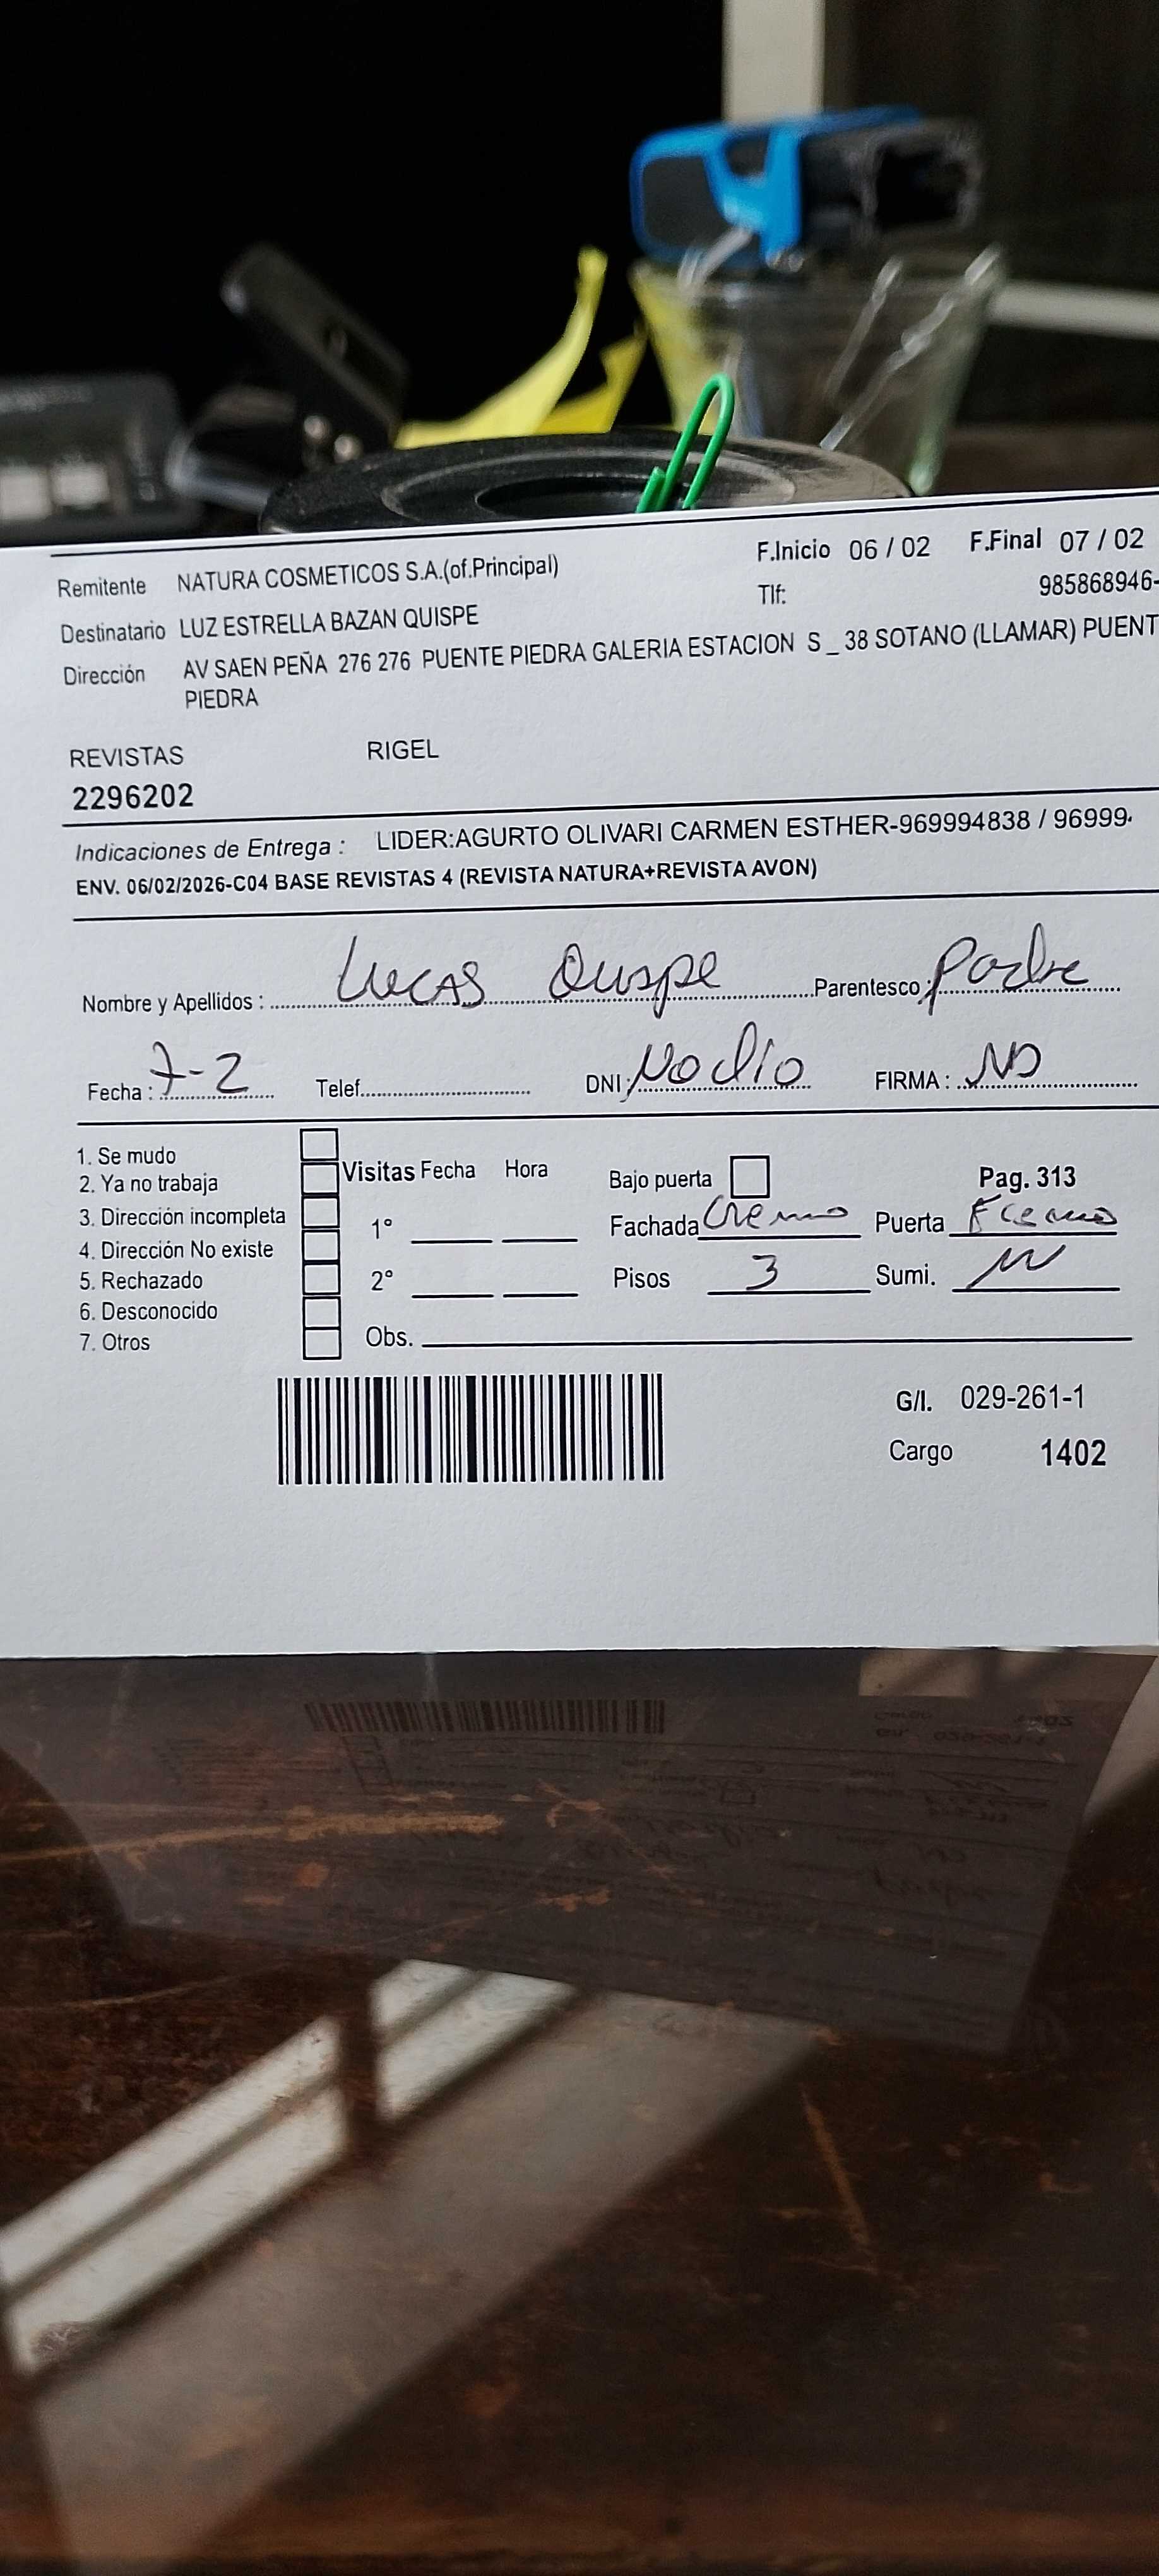 Remitente NATURA COSMETICOS S.A.(of.Principal) F.Inicio 06 / 02 F.Final 07 / 02
Tlf: 985868946-
Destinatario LUZ ESTRELLA BAZAN QUISPE
Dirección AV SAEN PEÑA 276 276 PUENTE PIEDRA GALERIA ESTACION S _ 38 SOTANO (LLAMAR) PUENT
PIEDRA
REVISTAS RIGEL
2296202
Indicaciones de Entrega : LIDER:AGURTO OLIVARI CARMEN ESTHER-969994838 / 96999
ENV. 06/02/2026-C04 BASE REVISTAS 4 (REVISTA NATURA+REVISTA AVON)
Nombre y Apellidos : Lucas Quispe Parentesco : Padre
Fecha : 7-2 Telef. DNI : No dio FIRMA : NO
1. Se mudo
2. Ya no trabaja
3. Dirección incompleta
4. Dirección No existe
5. Rechazado
6. Desconocido
7. Otros
Visitas Fecha Hora
1°
2°
Obs.
Bajo puerta Pag. 313
Fachada Cremo Puerta
Pisos 3 Sumi.
G/I. 029-261-1
Cargo 1402